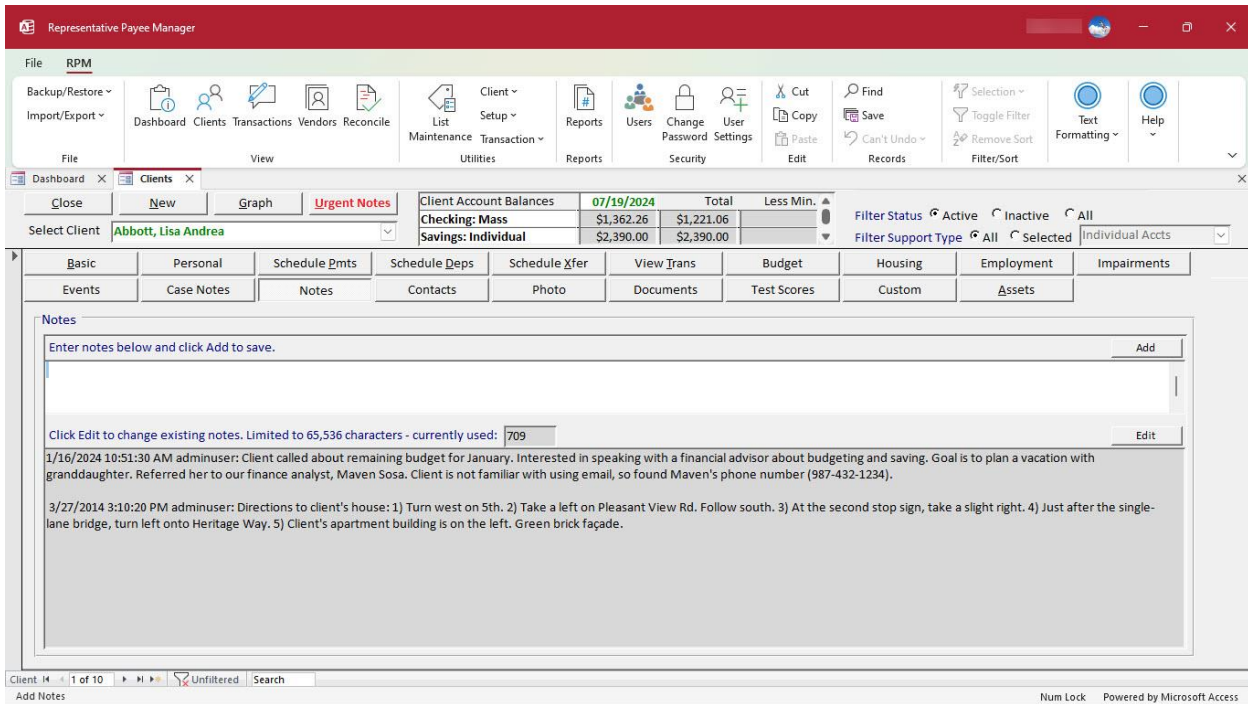 Representative Payee Manager
File RPM
Backup/Restore
Import/Export
Dashboard Clients Transactions Vendors Reconcile
List Maintenance
Client
Setup
Transaction
Reports
Users
Change Password
User Settings
Cut
Copy
Paste
Find
Save
Can't Undo
Selection
Toggle Filter
Remove Sort
Text Formatting
Help
File View Utilities Reports Security Edit Records Filter/Sort
Dashboard Clients
Close New Graph Urgent Notes
Select Client Abbott, Lisa Andrea
Client Account Balances 07/19/2024 Total Less Min.
Checking: Mass $1,362.26 $1,221.06
Savings: Individual $2,390.00 $2,390.00
Filter Status Active Inactive All
Filter Support Type All Selected Individual Accts
Basic Personal Schedule Pmts Schedule Deps Schedule Xfer View Trans Budget Housing Employment Impairments
Events Case Notes Notes Contacts Photo Documents Test Scores Custom Assets
Notes
Enter notes below and click Add to save. Add
Click Edit to change existing notes. Limited to 65,536 characters - currently used: 709 Edit
1/16/2024 10:51:30 AM adminuser: Client called about remaining budget for January. Interested in speaking with a financial advisor about budgeting and saving. Goal is to plan a vacation with
granddaughter. Referred her to our finance analyst, Maven Sosa. Client is not familiar with using email, so found Maven's phone number (987-
432-1234).
3/27/2014 3:10:20 PM adminuser: Directions to client's house: 1) Turn west on 5th. 2) Take a left on Pleasant View Rd. Follow south. 3) At the second stop sign, take a slight right. 4) Just after the single-
lane bridge, turn left onto Heritage Way. 5) Client's apartment building is on the left. Green brick façade.
Client 1 of 10 Unfiltered Search
Add Notes Num Lock Powered by Microsoft Access